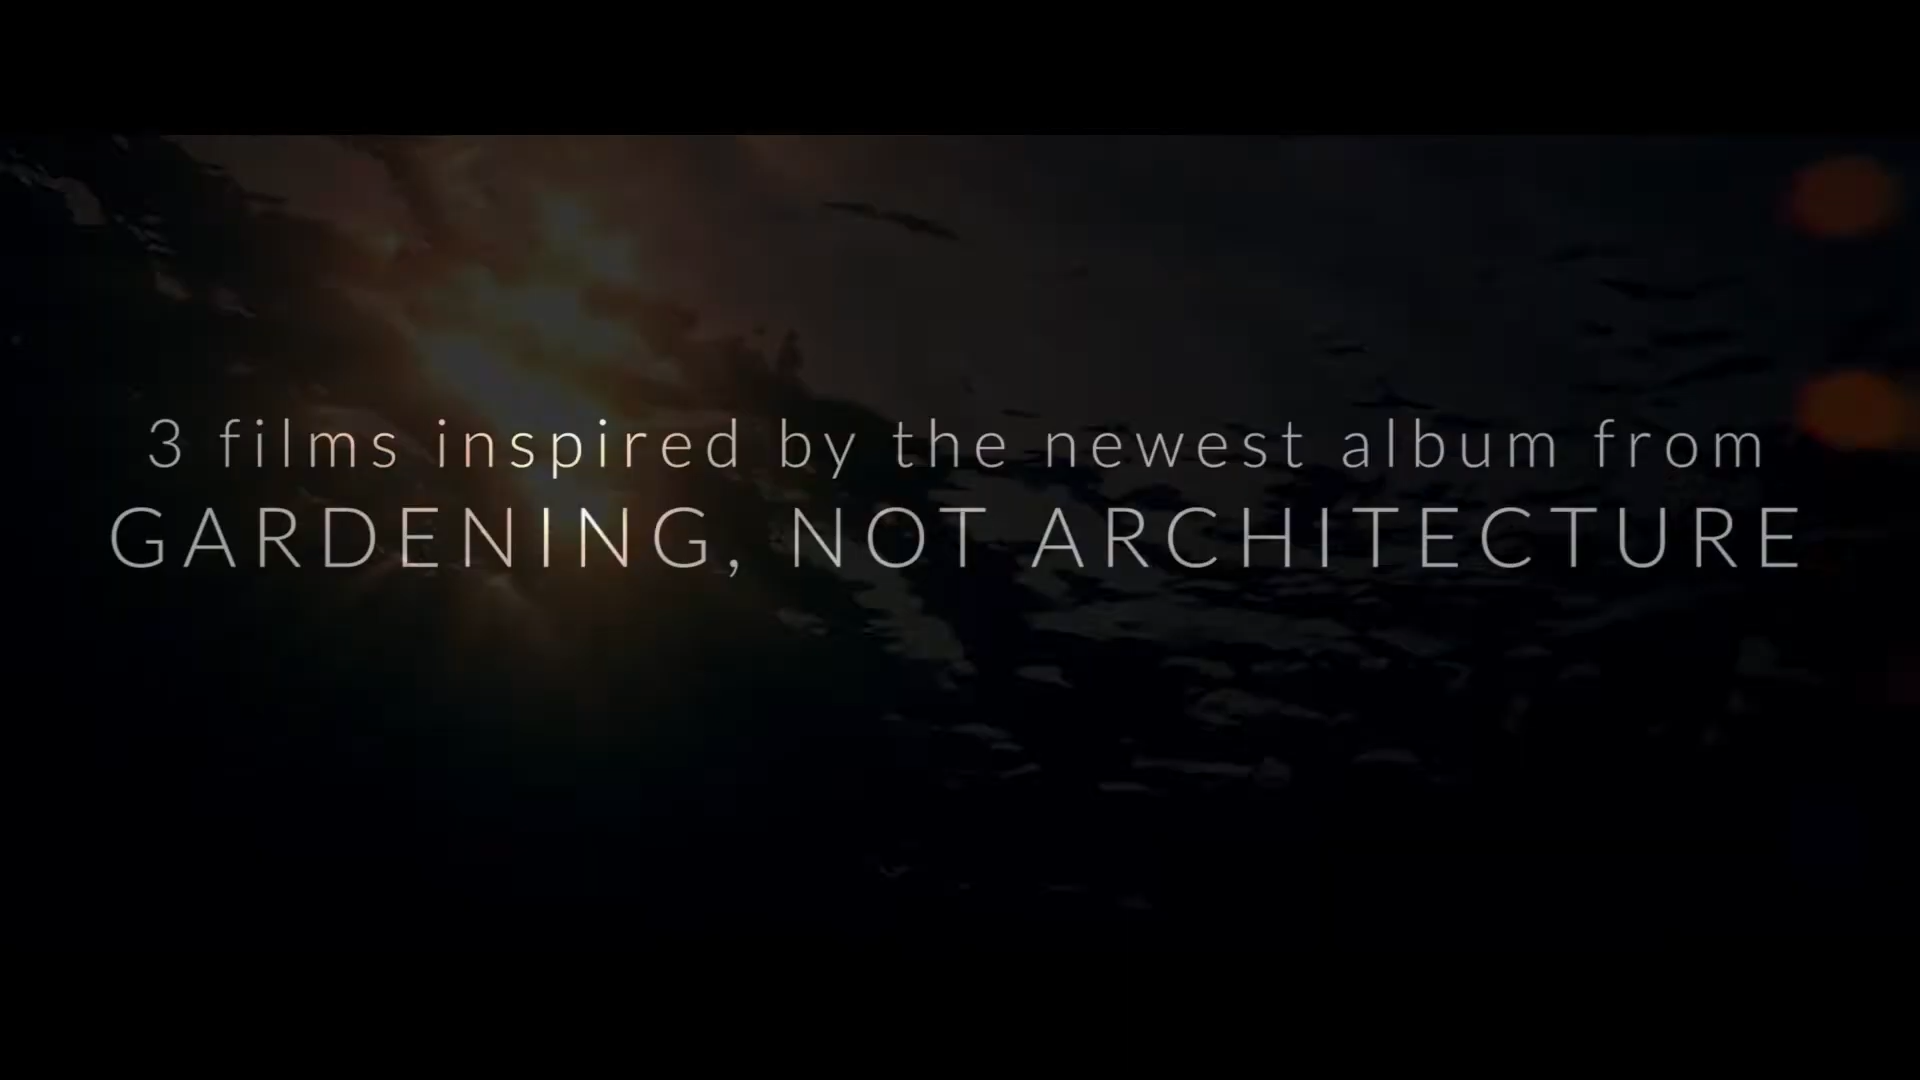 3 films inspired by the newest album from
GARDENING, NOT ARCHITECTURE